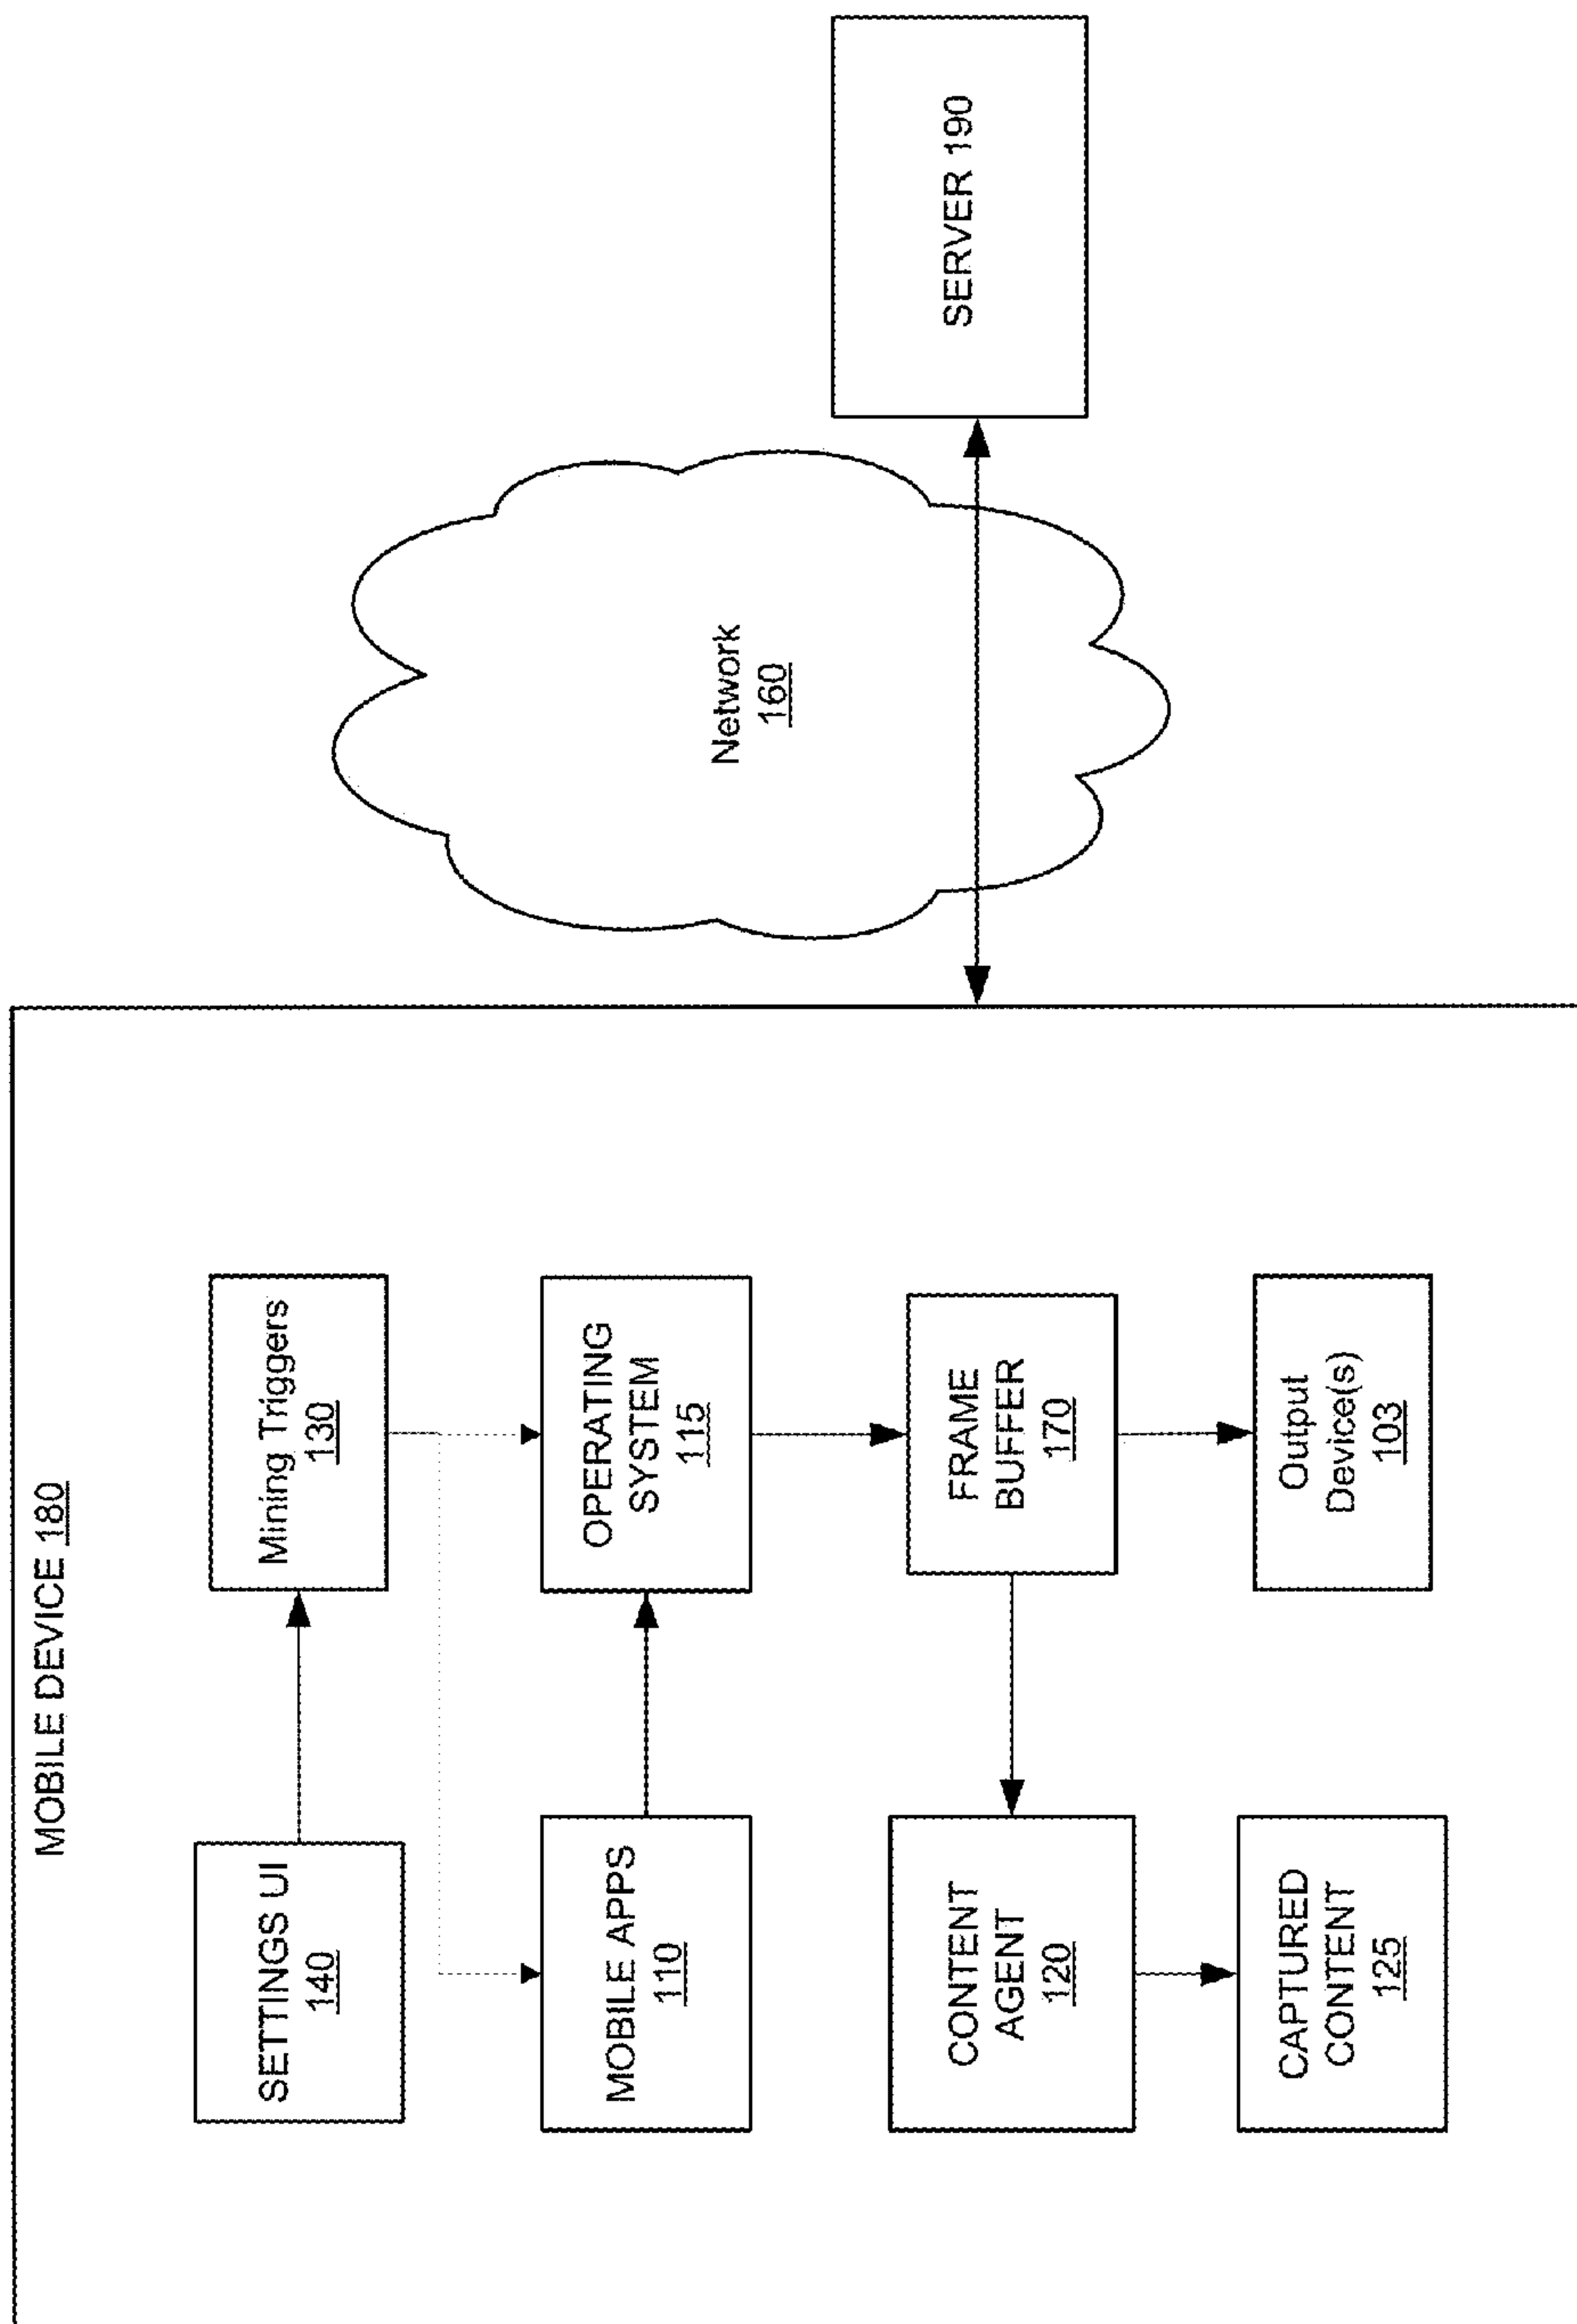 MOBILE DEVICE 180
SETTINGS UI
140
Mining Triggers
130
MOBILE APPS
110
OPERATING
SYSTEM
115
CONTENT
AGENT
120
FRAME
BUFFER
170
CAPTURED
CONTENT
125
Output
Device(s)
103
Network
160
SERVER 190